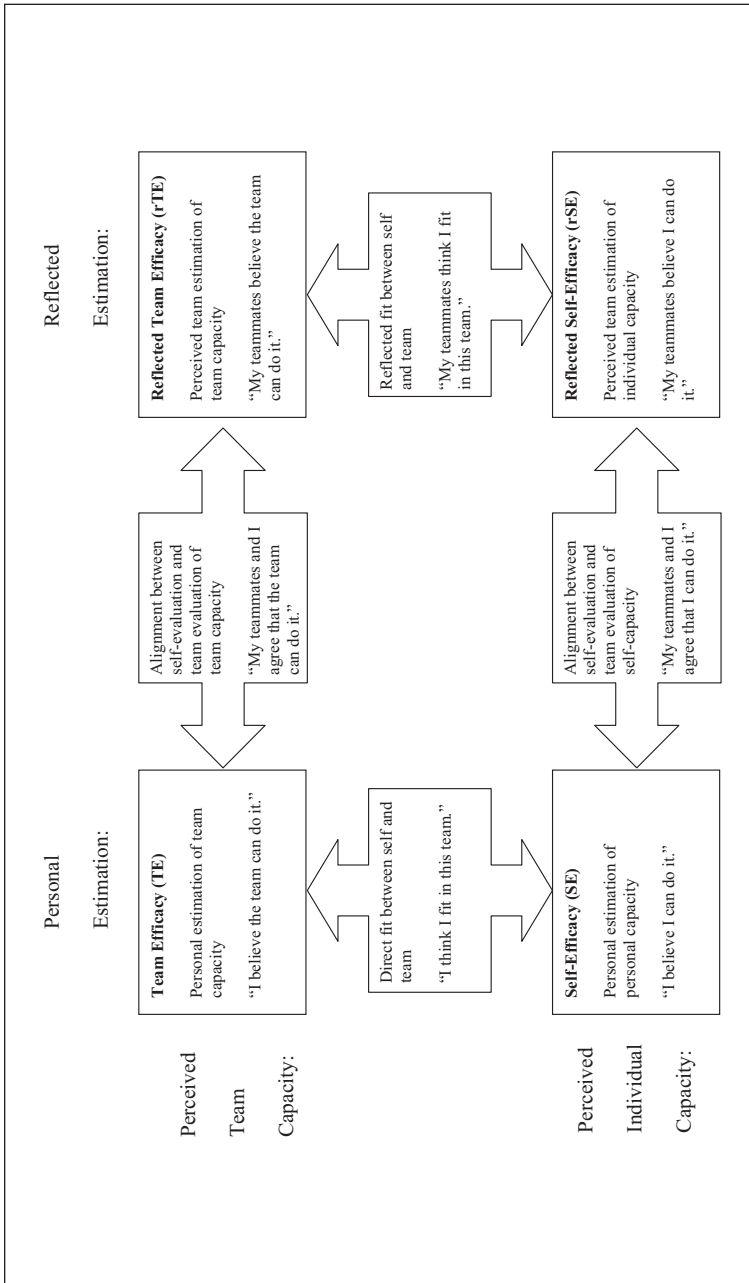 Personal
Estimation:
Reflected
Estimation:
Perceived
Team
Capacity:
Team Efficacy (TE)
Personal estimation of team
capacity
“I believe the team can do it.”
Alignment between
self-evaluation and
team evaluation of
team capacity
“My teammates and I
agree that the team
can do it.”
Reflected Team Efficacy (rTE)
Perceived team estimation of
team capacity
“My teammates believe the team
can do it.”
Direct fit between self and
team
“I think I fit in this team.”
Reflected fit between self
and team
“My teammates think I fit
in this team.”
Perceived
Individual
Capacity:
Self-Efficacy (SE)
Personal estimation of
personal capacity
“I believe I can do it.”
Alignment between
self-evaluation and
team evaluation of
self-capacity
“My teammates and I
agree that I can do it.”
Reflected Self-Efficacy (rSE)
Perceived team estimation of
individual capacity
“My teammates believe I can do
it.”